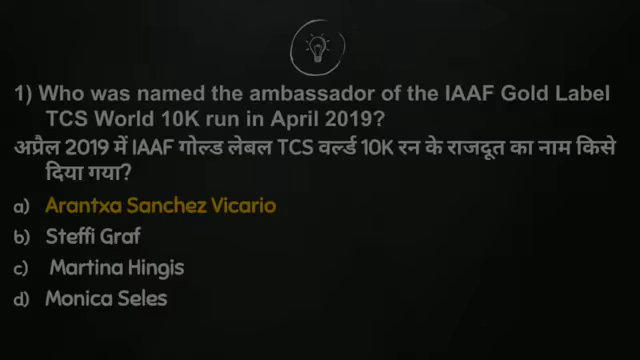 1) Who was named the ambassador of the IAAF Gold Label
TCS World 10K run in April 2019?
अप्रैल 2019 में IAAF गोल्ड लेबल TCS वर्ल्ड 10K रन के राजदूत का नाम किसे
दिया गया?
a) Arantxa Sanchez Vicario
b) Steffi Graf
c) Martina Hingis
d) Monica Seles